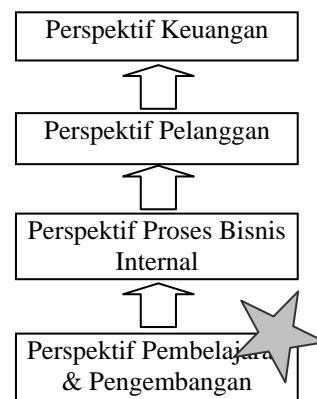 Perspektif Keuangan
Perspektif Pelanggan
Perspektif Proses Bisnis
Internal
Perspektif
& Pengembangan